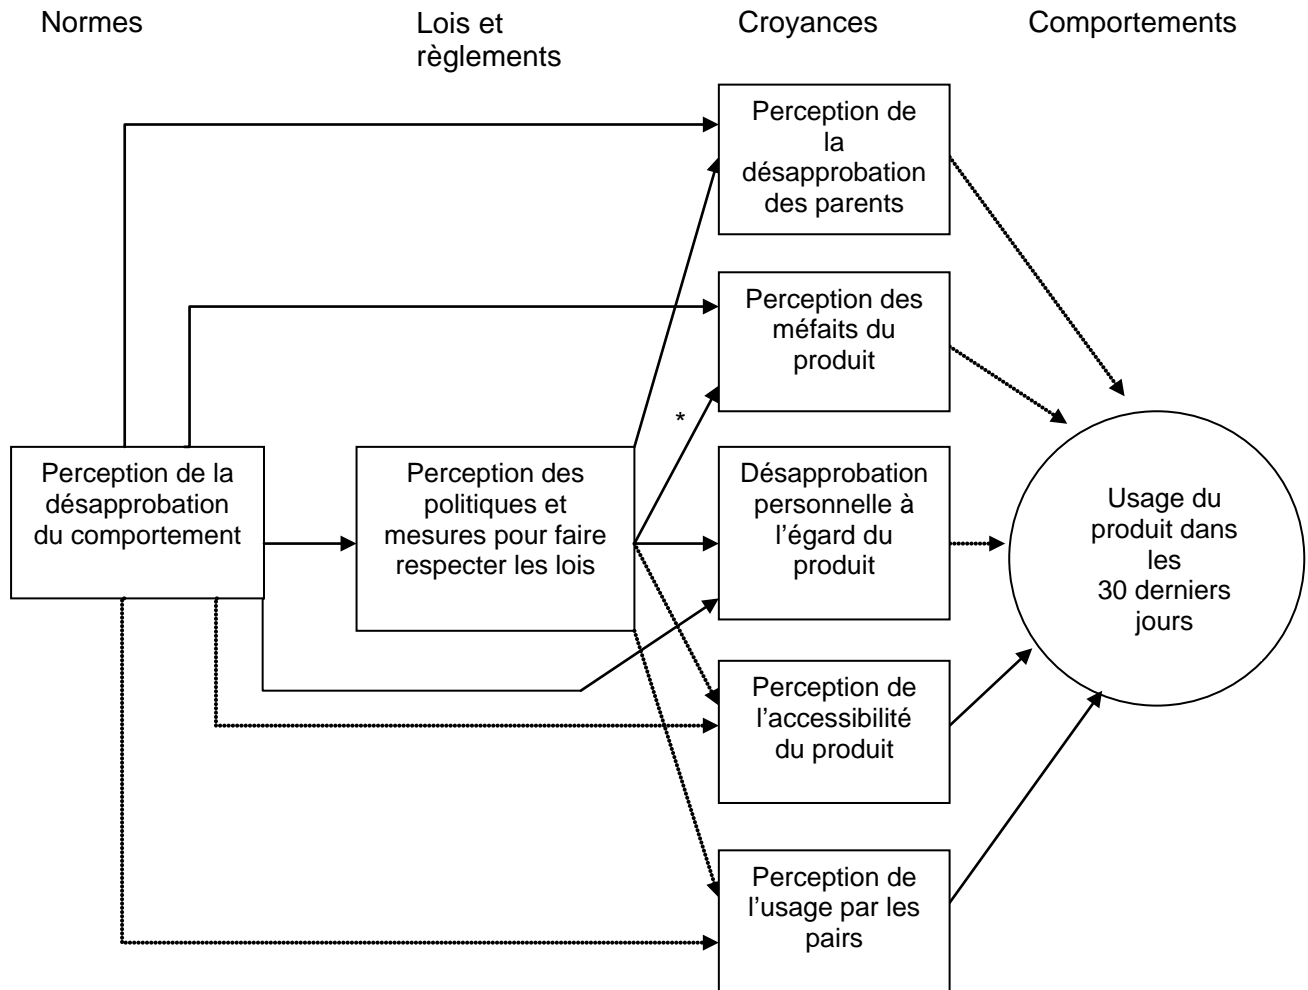 Normes
Lois et
règlements
Croyances
Comportements
Perception de
la
désapprobation
des parents
Perception des
méfaits du
produit
*
Perception de la
désapprobation
du comportement
Perception des
politiques et
mesures pour faire
respecter les lois
Désapprobation
personnelle à
l’égard du
produit
Usage du
produit dans
les
30 derniers
jours
Perception de
l’accessibilité
du produit
Perception de
l’usage par les
pairs